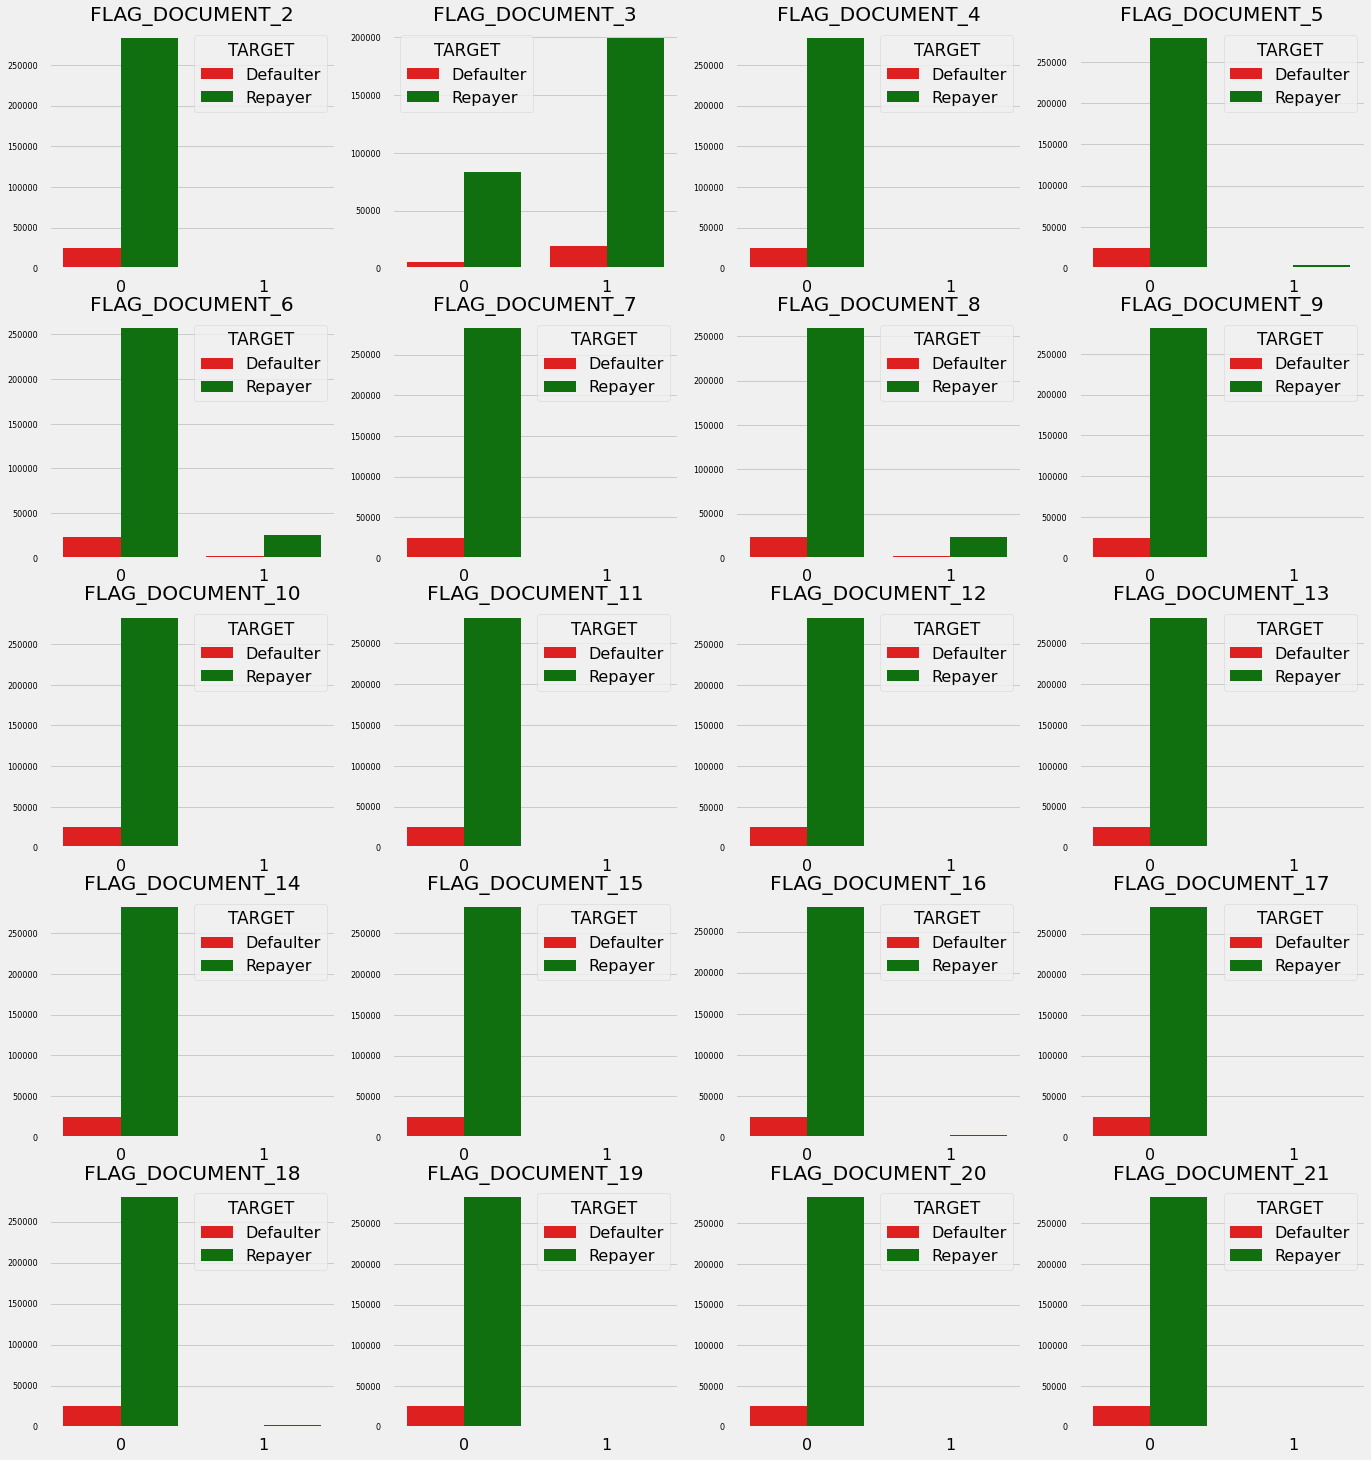 FLAG_DOCUMENT_2
TARGET
Defaulter
Repayer
250000
200000
150000
100000
50000
0
0 1
FLAG_DOCUMENT_3
TARGET
Defaulter
Repayer
200000
150000
100000
50000
0
0 1
FLAG_DOCUMENT_4
TARGET
Defaulter
Repayer
250000
200000
150000
100000
50000
0
0 1
FLAG_DOCUMENT_5
TARGET
Defaulter
Repayer
250000
200000
150000
100000
50000
0
0 1
FLAG_DOCUMENT_6
TARGET
Defaulter
Repayer
250000
200000
150000
100000
50000
0
0 1
FLAG_DOCUMENT_7
TARGET
Defaulter
Repayer
250000
200000
150000
100000
50000
0
0 1
FLAG_DOCUMENT_8
TARGET
Defaulter
Repayer
250000
200000
150000
100000
50000
0
0 1
FLAG_DOCUMENT_9
TARGET
Defaulter
Repayer
250000
200000
150000
100000
50000
0
0 1
FLAG_DOCUMENT_10
TARGET
Defaulter
Repayer
250000
200000
150000
100000
50000
0
0 1
FLAG_DOCUMENT_11
TARGET
Defaulter
Repayer
250000
200000
150000
100000
50000
0
0 1
FLAG_DOCUMENT_12
TARGET
Defaulter
Repayer
250000
200000
150000
100000
50000
0
0 1
FLAG_DOCUMENT_13
TARGET
Defaulter
Repayer
250000
200000
150000
100000
50000
0
0 1
FLAG_DOCUMENT_14
TARGET
Defaulter
Repayer
250000
200000
150000
100000
50000
0
0 1
FLAG_DOCUMENT_15
TARGET
Defaulter
Repayer
250000
200000
150000
100000
50000
0
0 1
FLAG_DOCUMENT_16
TARGET
Defaulter
Repayer
250000
200000
150000
100000
50000
0
0 1
FLAG_DOCUMENT_17
TARGET
Defaulter
Repayer
250000
200000
150000
100000
50000
0
0 1
FLAG_DOCUMENT_18
TARGET
Defaulter
Repayer
250000
200000
150000
100000
50000
0
0 1
FLAG_DOCUMENT_19
TARGET
Defaulter
Repayer
250000
200000
150000
100000
50000
0
0 1
FLAG_DOCUMENT_20
TARGET
Defaulter
Repayer
250000
200000
150000
100000
50000
0
0 1
FLAG_DOCUMENT_21
TARGET
Defaulter
Repayer
250000
200000
150000
100000
50000
0
0 1